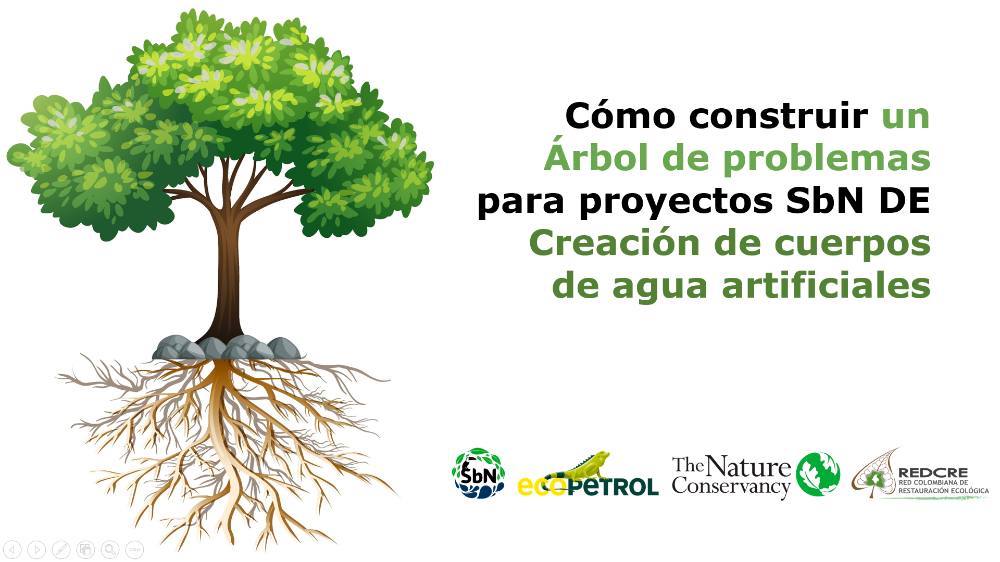 Cómo construir un
Árbol de problemas
para proyectos SbN DE
Creación de cuerpos
de agua artificiales
SbN
ecoPETROL
The Nature
Conservancy
REDCRE
RED COLOMBIANA DE
RESTAURACIÓN ECOLÓGICA